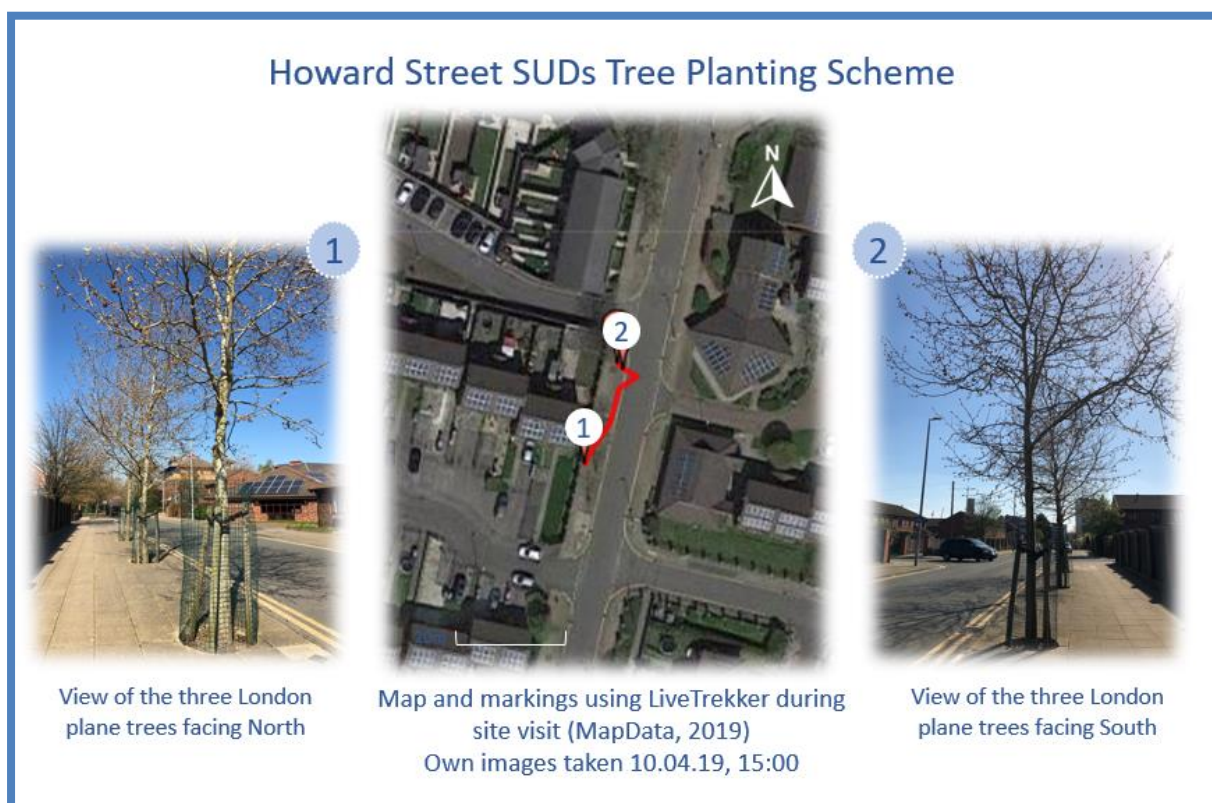 Howard Street SUDs Tree Planting Scheme
1
N
2
2
1
20m
View of the three London
plane trees facing North
Map and markings using LiveTrekker during
site visit (MapData, 2019)
Own images taken 10.04.19, 15:00
View of the three London
plane trees facing South